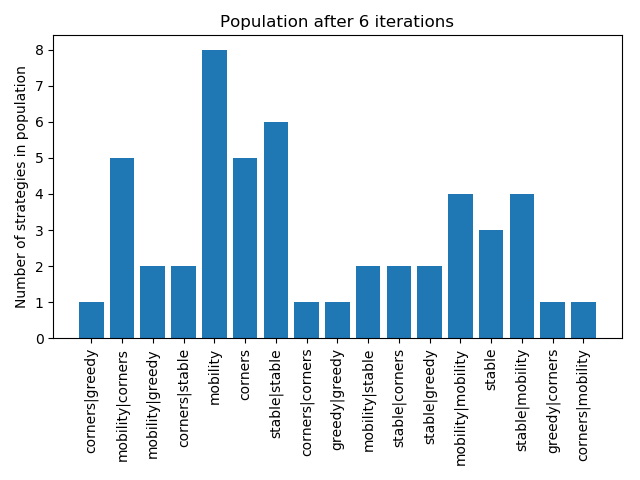 Population after 6 iterations
Number of strategies in population
8
7
6
5
4
3
2
1
0
corners|greedy
mobility|corners
mobility|greedy
corners|stable
mobility
corners
stable|stable
corners|corners
greedy|greedy
mobility|stable
stable|corners
stable|greedy
mobility|mobility
stable
stable|mobility
greedy|corners
corners|mobility